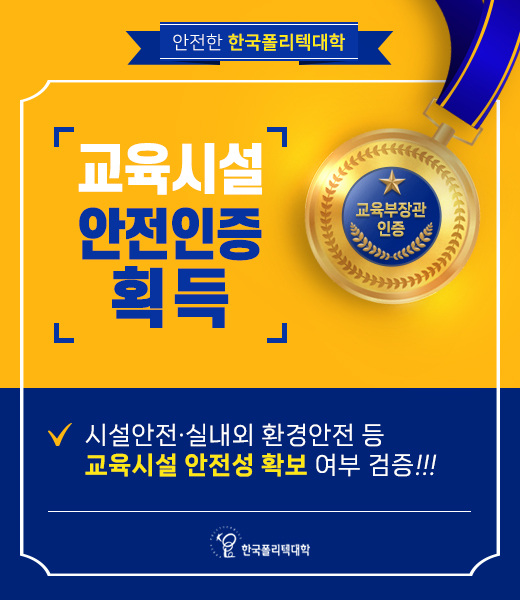 안전한 한국폴리텍대학
교육시설
안전인증
획득
교육부장관
인증
시설안전·실내외 환경안전 등
교육시설 안전성 확보 여부 검증!!!
한국폴리텍대학